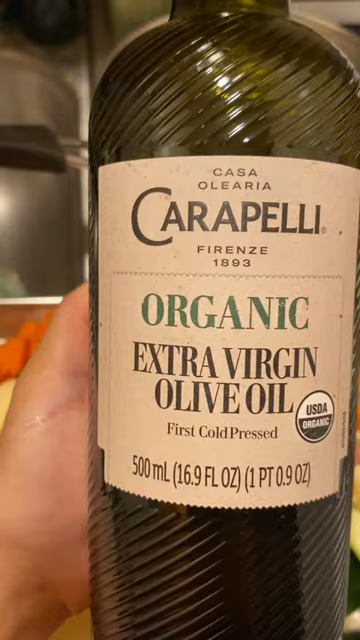 CASA
OLEARIA
CARAPELLI®
FIRENZE
1893
ORGANIC
EXTRA VIRGIN
OLIVE OIL
USDA
ORGANIC
First Cold Pressed
500 mL (16.9 FL OZ) (1 PT 0.9 OZ)